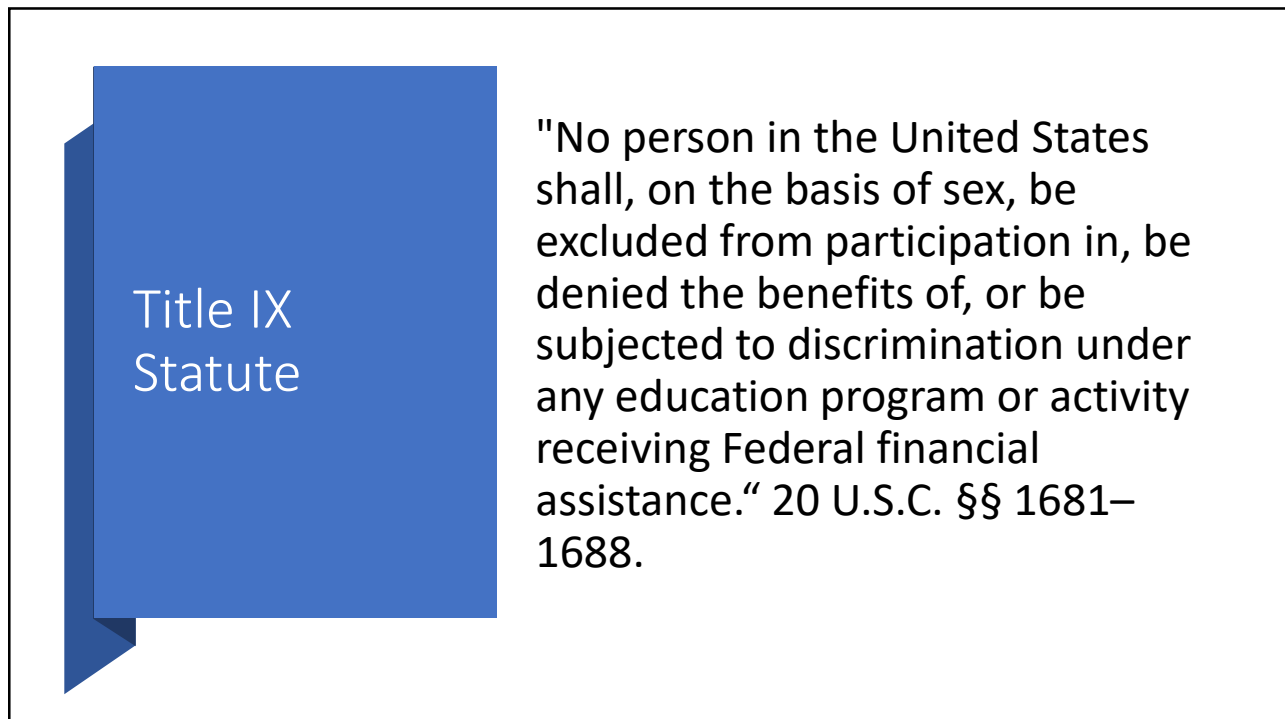 Title IX
Statute
"No person in the United States
shall, on the basis of sex, be
excluded from participation in, be
denied the benefits of, or be
subjected to discrimination under
any education program or activity
receiving Federal financial
assistance.“ 20 U.S.C. §§ 1681–
1688.